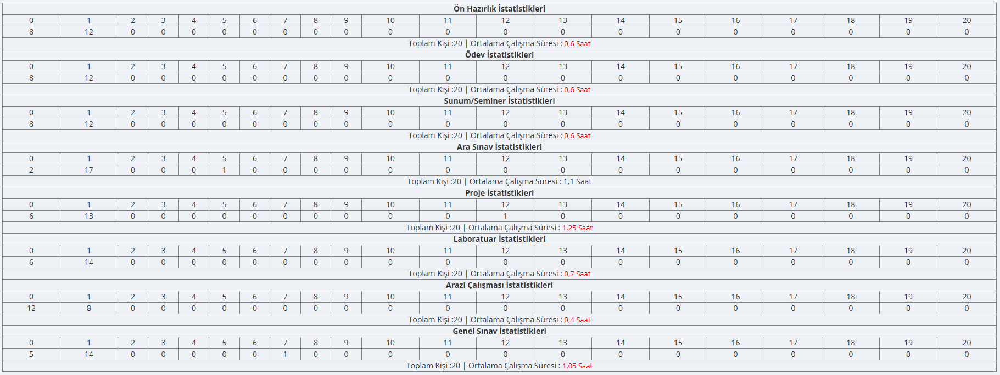 Ön Hazırlık İstatistikleri
0 1 2 3 4 5 6 7 8 9 10 11 12 13 14 15 16 17 18 19 20
8 12 0 0 0 0 0 0 0 0 0 0 0 0 0 0 0 0 0 0 0
Toplam Kişi :20 | Ortalama Çalışma Süresi : 0,6 Saat
Ödev İstatistikleri
0 1 2 3 4 5 6 7 8 9 10 11 12 13 14 15 16 17 18 19 20
8 12 0 0 0 0 0 0 0 0 0 0 0 0 0 0 0 0 0 0 0
Toplam Kişi :20 | Ortalama Çalışma Süresi : 0,6 Saat
Sunum/Seminer İstatistikleri
0 1 2 3 4 5 6 7 8 9 10 11 12 13 14 15 16 17 18 19 20
8 12 0 0 0 0 0 0 0 0 0 0 0 0 0 0 0 0 0 0 0
Toplam Kişi :20 | Ortalama Çalışma Süresi : 0,6 Saat
Ara Sınav İstatistikleri
0 1 2 3 4 5 6 7 8 9 10 11 12 13 14 15 16 17 18 19 20
2 17 0 0 0 1 0 0 0 0 0 0 0 0 0 0 0 0 0 0 0
Toplam Kişi :20 | Ortalama Çalışma Süresi : 1,1 Saat
Proje İstatistikleri
0 1 2 3 4 5 6 7 8 9 10 11 12 13 14 15 16 17 18 19 20
6 13 0 0 0 0 0 0 0 0 0 0 1 0 0 0 0 0 0 0 0
Toplam Kişi :20 | Ortalama Çalışma Süresi : 1,25 Saat
Laboratuar İstatistikleri
0 1 2 3 4 5 6 7 8 9 10 11 12 13 14 15 16 17 18 19 20
6 14 0 0 0 0 0 0 0 0 0 0 0 0 0 0 0 0 0 0 0
Toplam Kişi :20 | Ortalama Çalışma Süresi : 0,7 Saat
Arazi Çalışması İstatistikleri
0 1 2 3 4 5 6 7 8 9 10 11 12 13 14 15 16 17 18 19 20
12 8 0 0 0 0 0 0 0 0 0 0 0 0 0 0 0 0 0 0 0
Toplam Kişi :20 | Ortalama Çalışma Süresi : 0,4 Saat
Genel Sınav İstatistikleri
0 1 2 3 4 5 6 7 8 9 10 11 12 13 14 15 16 17 18 19 20
5 14 0 0 0 0 0 1 0 0 0 0 0 0 0 0 0 0 0 0 0
Toplam Kişi :20 | Ortalama Çalışma Süresi : 1,05 Saat